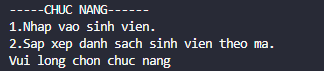 -----CHUC NANG------
1.Nhap vao sinh vien.
2.Sap xep danh sach sinh vien theo ma.
Vui long chon chuc nang